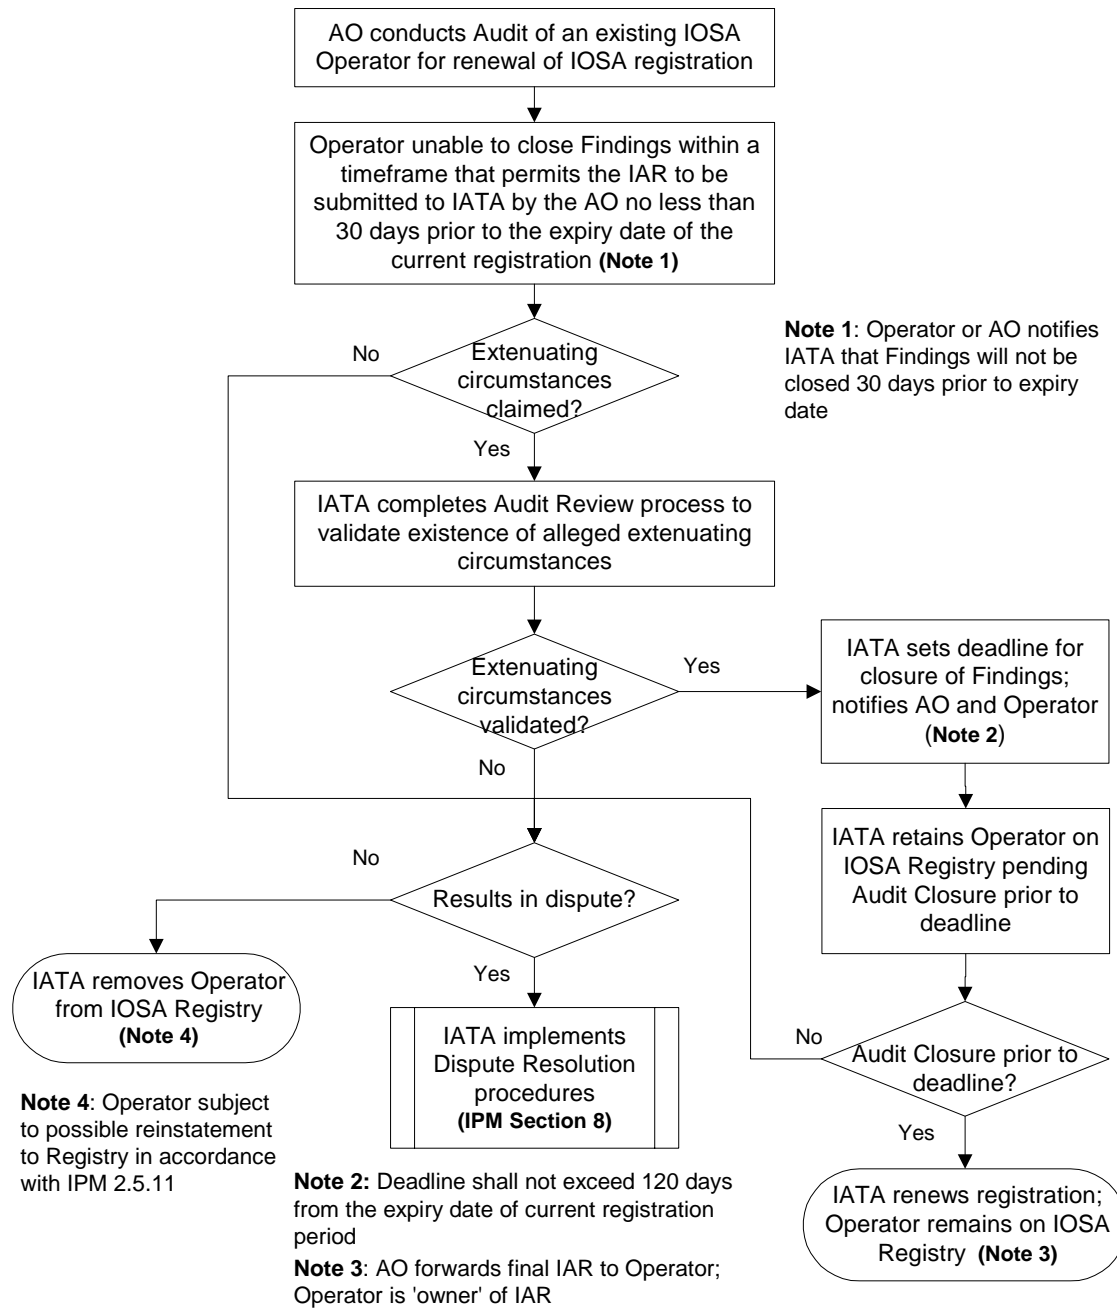 AO conducts Audit of an existing IOSA
Operator for renewal of IOSA registration
Operator unable to close Findings within a
timeframe that permits the IAR to be
submitted to IATA by the AO no less than
30 days prior to the expiry date of the
current registration (Note 1)
No
Extenuating
circumstances
claimed?
Note 1: Operator or AO notifies
IATA that Findings will not be
closed 30 days prior to expiry
date
Yes
IATA completes Audit Review process to
validate existence of alleged extenuating
circumstances
Extenuating
circumstances
validated?
Yes
IATA sets deadline for
closure of Findings;
notifies AO and Operator
(Note 2)
No
IATA retains Operator on
IOSA Registry pending
Audit Closure prior to
deadline
No
Results in dispute?
Yes
IATA removes Operator
from IOSA Registry
(Note 4)
IATA implements
Dispute Resolution
procedures
(IPM Section 8)
No
Audit Closure prior to
deadline?
Yes
Note 4: Operator subject
to possible reinstatement
to Registry in accordance
with IPM 2.5.11
Note 2: Deadline shall not exceed 120 days
from the expiry date of current registration
period
Note 3: AO forwards final IAR to Operator;
Operator is 'owner' of IAR
IATA renews registration;
Operator remains on IOSA
Registry (Note 3)